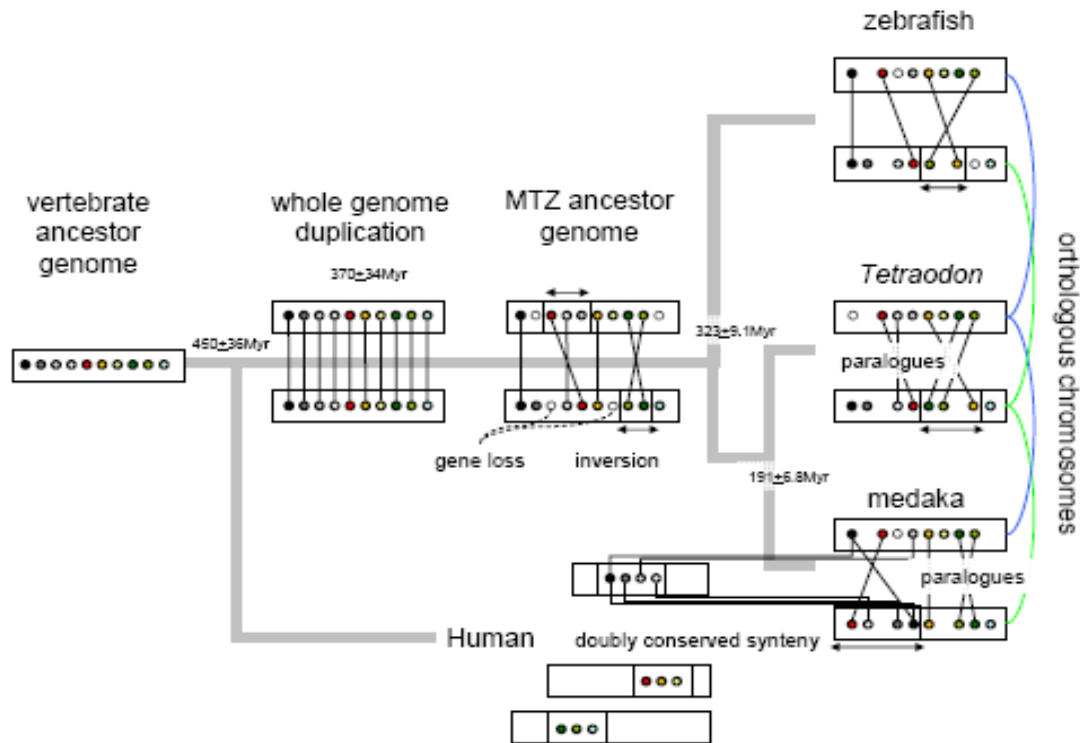 zebrafish
vertebrate
ancestor
genome
whole genome
duplication
370±34Myr
MTZ ancestor
genome
450±36Myr
323±9.1Myr
gene loss
inversion
191±6.8Myr
Tetraodon
paralogues
medaka
paralogues
orthologous chromosomes
Human
doubly conserved synteny